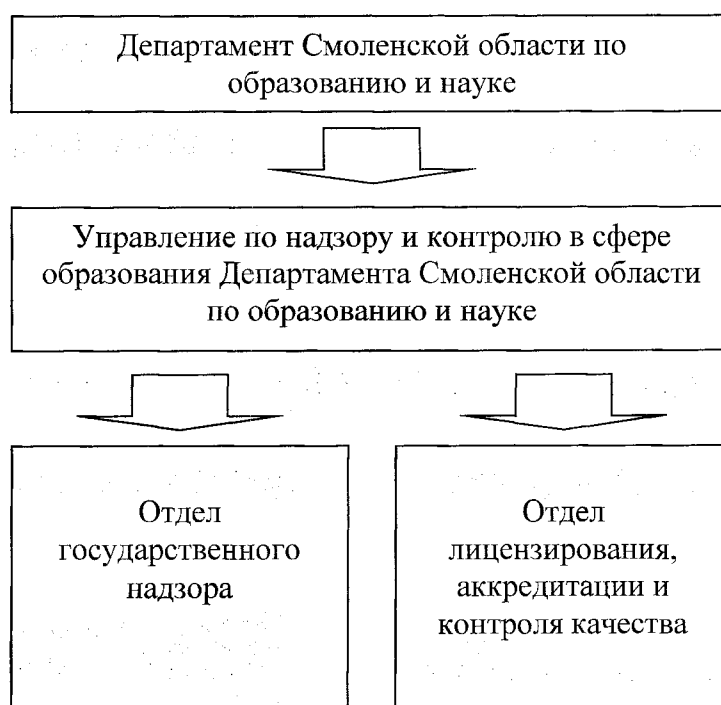 Департамент Смоленской области по
образованию и науке
Управление по надзору и контролю в сфере
образования Департамента Смоленской области
по образованию и науке
Отдел
государственного
надзора
Отдел
лицензирования,
аккредитации и
контроля качества